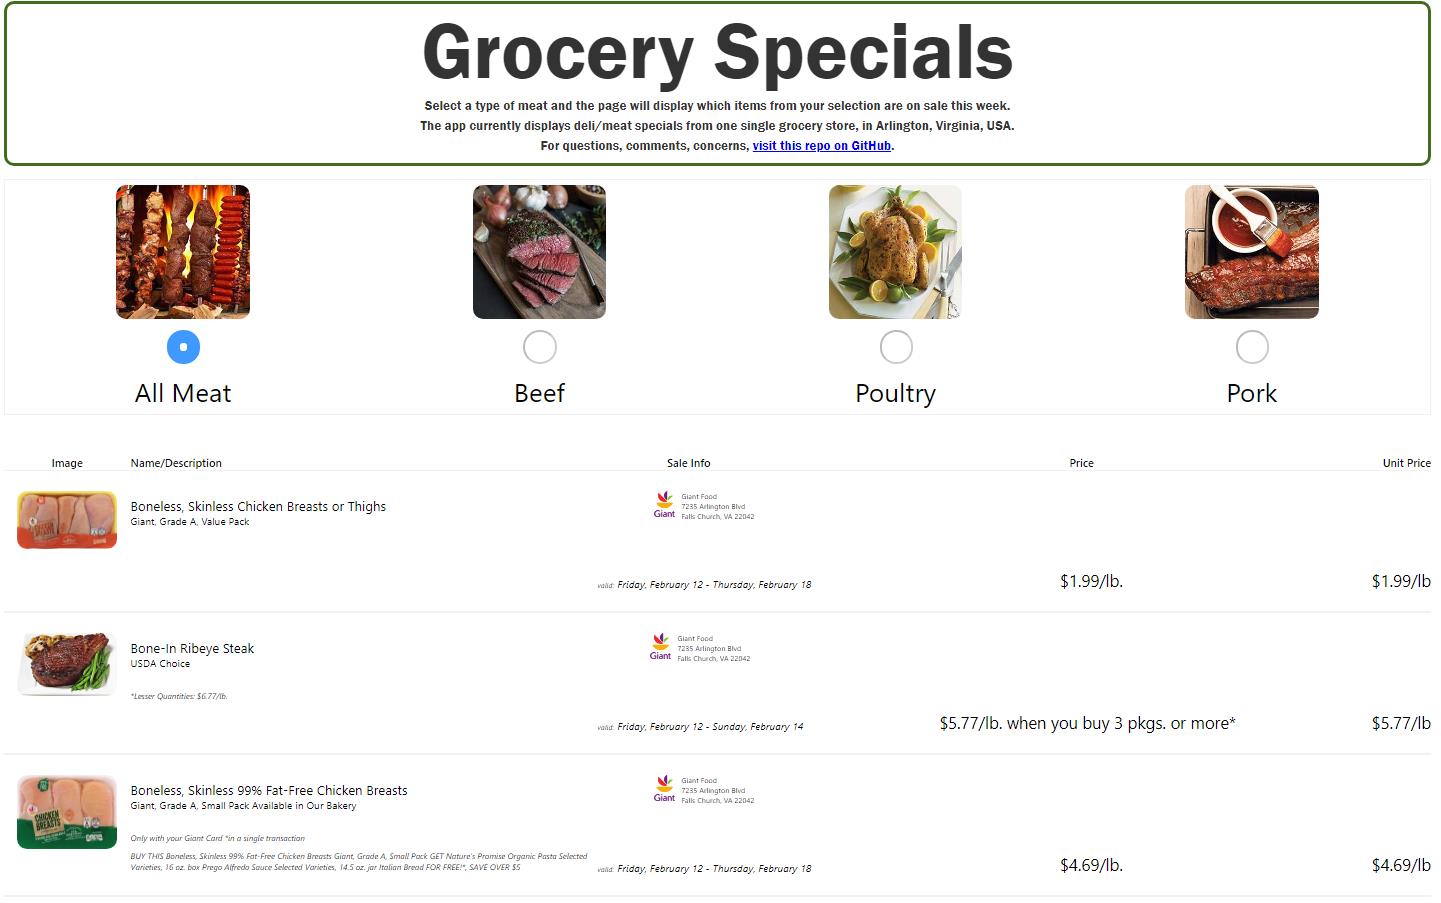 Grocery Specials
Select a type of meat and the page will display which items from your selection are on sale this week.
The app currently displays deli/meat specials from one single grocery store, in Arlington, Virginia, USA.
For questions, comments, concerns, visit this repo on GitHub.
All Meat
Beef
Poultry
Pork
Image
Name/Description
Sale Info
Price
Unit Price
Boneless, Skinless Chicken Breasts or Thighs
Giant, Grade A, Value Pack
Giant
Giant Food
7235 Arlington Blvd
Falls Church, VA 22042
valid: Friday, February 12 - Thursday, February 18
$1.99/lb.
$1.99/lb
Bone-In Ribeye Steak
USDA Choice
*Lesser Quantities: $6.77/lb.
Giant
Giant Food
7235 Arlington Blvd
Falls Church, VA 22042
valid: Friday, February 12 - Sunday, February 14
$5.77/lb. when you buy 3 pkgs. or more*
$5.77/lb
CHICKEN
BREASTS
Boneless, Skinless 99% Fat-Free Chicken Breasts
Giant, Grade A, Small Pack Available in Our Bakery
Only with your Giant Card *in a single transaction
BUY THIS Boneless, Skinless 99% Fat-Free Chicken Breasts Giant, Grade A, Small Pack GET Nature's Promise Organic Pasta Selected
Varieties, 16 oz. box Prego Alfredo Sauce Selected Varieties, 14.5 oz. jar Italian Bread FOR FREE!*, SAVE OVER $5
Giant
Giant Food
7235 Arlington Blvd
Falls Church, VA 22042
valid: Friday, February 12 - Thursday, February 18
$4.69/lb.
$4.69/lb